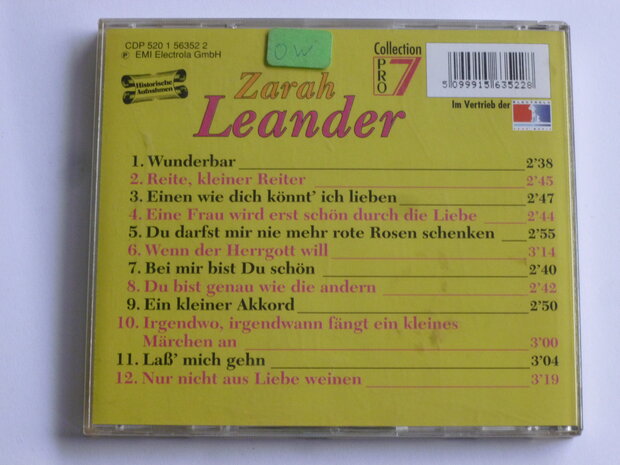 CDP 520 1 56352 2
℗ EMI Electrola GmbH
Historische
Aufnahmen
OW
Collection
PRO 7
5 099915 635228
Im Vertrieb der
Zarah
Leander
1. Wunderbar 2'38
2. Reite, kleiner Reiter 2'45
3. Einen wie dich könnt' ich lieben 2'47
4. Eine Frau wird erst schön durch die Liebe 2'44
5. Du darfst mir nie mehr rote Rosen schenken 2'55
6. Wenn der Herrgott will 3'14
7. Bei mir bist Du schön 2'40
8. Du bist genau wie die andern 2'42
9. Ein kleiner Akkord 2'50
10. Irgendwo, irgendwann fängt ein kleines
Märchen an 3'00
11. Laß' mich gehn 3'04
12. Nur nicht aus Liebe weinen 3'19